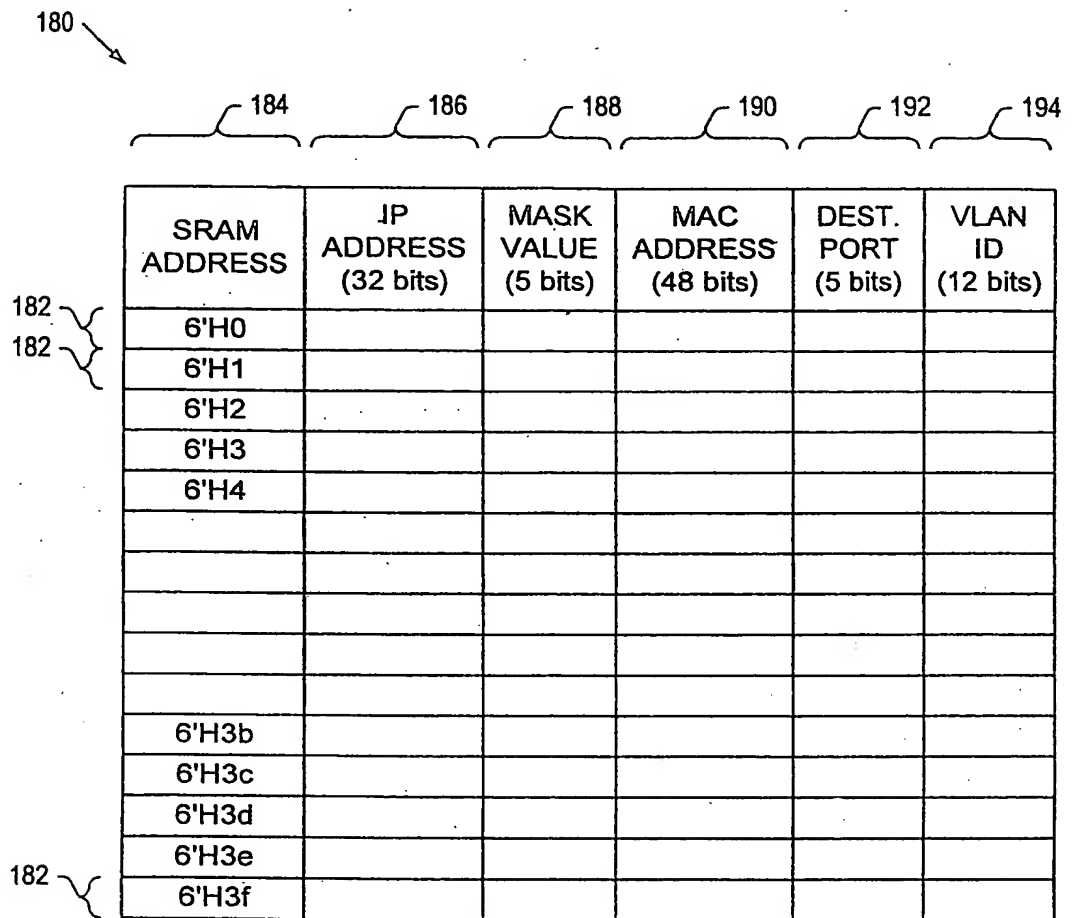 180
184 186 188 190 192 194
SRAM ADDRESS
IP ADDRESS (32 bits)
MASK VALUE (5 bits)
MAC ADDRESS (48 bits)
DEST. PORT (5 bits)
VLAN ID (12 bits)
182
6'H0
182
6'H1
6'H2
6'H3
6'H4
6'H3b
6'H3c
6'H3d
6'H3e
182
6'H3f